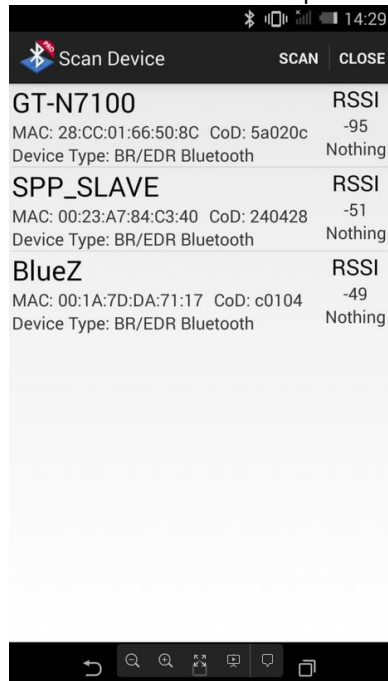 14:29
PRO
Scan Device SCAN CLOSE
GT-N7100 RSSI
MAC: 28:CC:01:66:50:8C CoD: 5a020c -95
Device Type: BR/EDR Bluetooth Nothing
SPP_SLAVE RSSI
MAC: 00:23:A7:84:C3:40 CoD: 240428 -51
Device Type: BR/EDR Bluetooth Nothing
BlueZ RSSI
MAC: 00:1A:7D:DA:71:17 CoD: c0104 -49
Device Type: BR/EDR Bluetooth Nothing